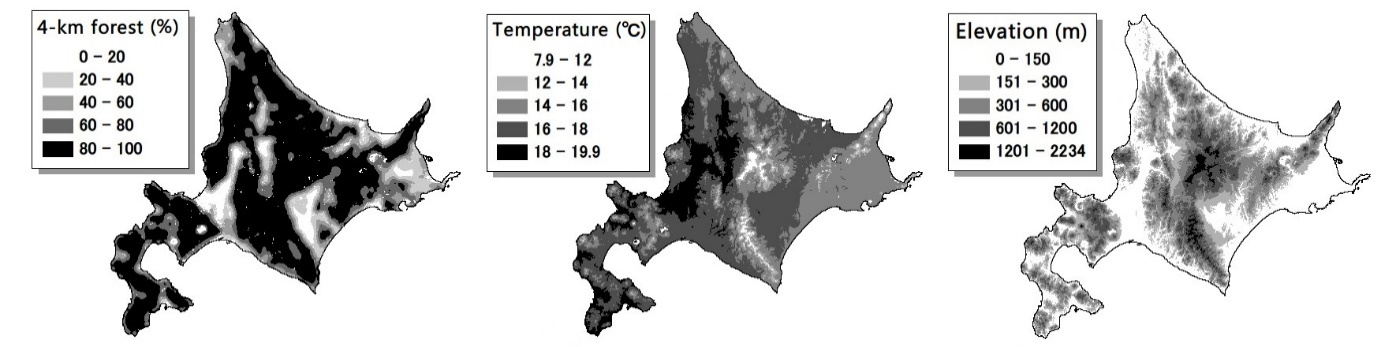 4-km forest (%)
0 – 20
20 – 40
40 – 60
60 – 80
80 – 100
Temperature (℃)
7.9 – 12
12 – 14
14 – 16
16 – 18
18 – 19.9
Elevation (m)
0 – 150
151 – 300
301 – 600
601 – 1200
1201 – 2234